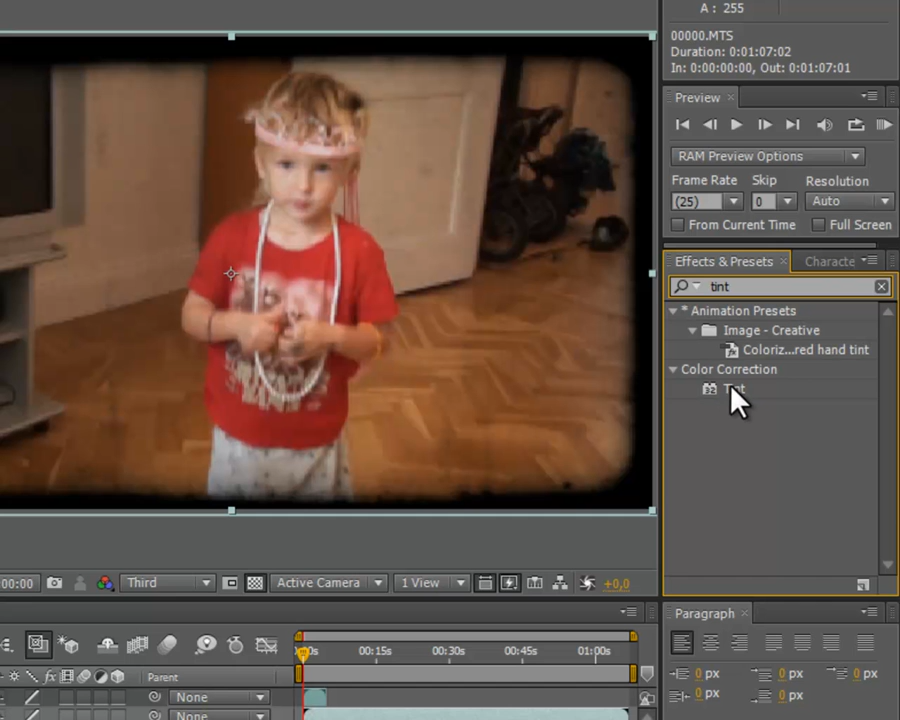 A : 255
00000.MTS
Duration: 0:01:07:02
In: 0:00:00:00, Out: 0:01:07:01
Preview
RAM Preview Options
Frame Rate Skip Resolution
(25) 0 Auto
From Current Time Full Screen
Effects & Presets Characte
tint
* Animation Presets
Image - Creative
Coloriz...red hand tint
Color Correction
32 Tint
:00:00 Third Active Camera 1 View +0,0
Paragraph
00:15s 00:30s 00:45s 01:00s
0 px 0 px 0 px
0 px 0 px
fx Parent
None
None